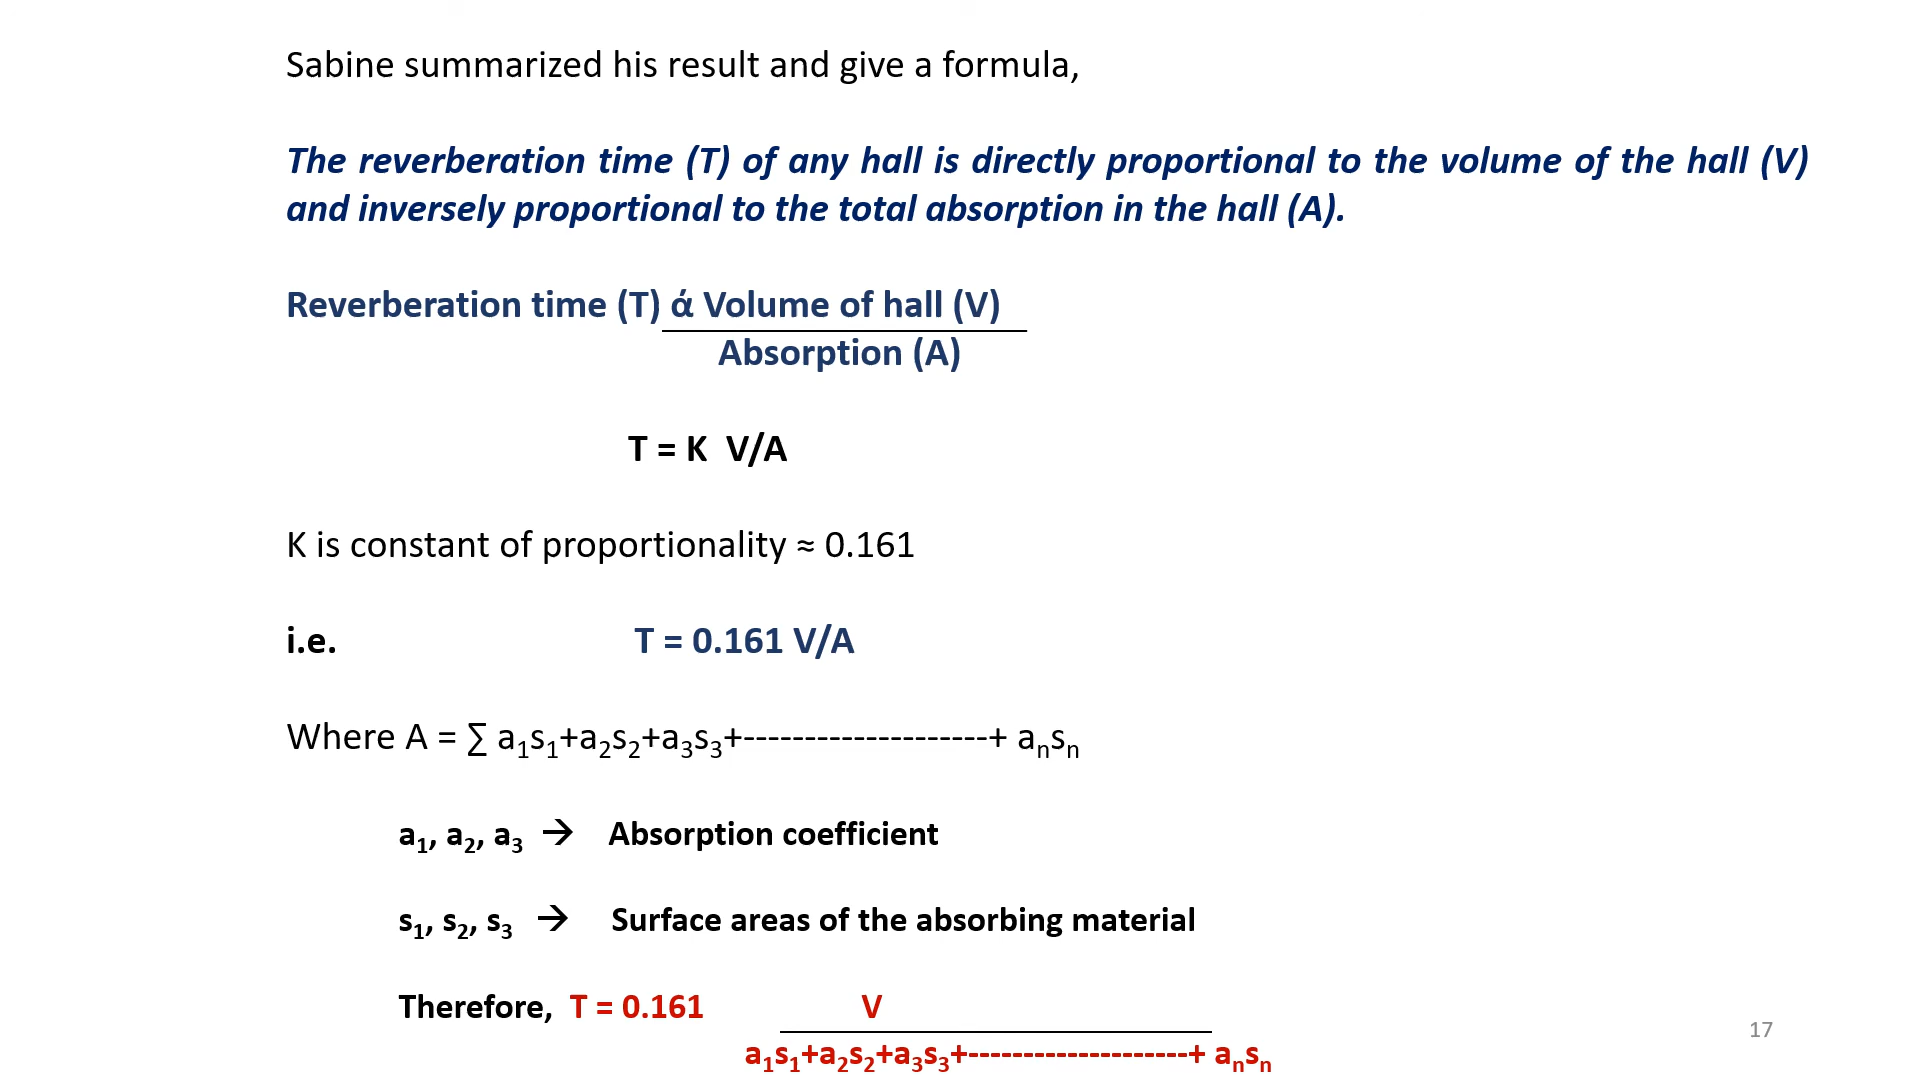 Sabine summarized his result and give a formula,
The reverberation time (T) of any hall is directly proportional to the volume of the hall (V)
and inversely proportional to the total absorption in the hall (A).
Reverberation time (T) ά Volume of hall (V)
Absorption (A)
T = K V/A
K is constant of proportionality ≈ 0.161
i.e. T = 0.161 V/A
Where A = ∑ a₁s₁+a₂s₂+a₃s₃+--------------------+ aₙsₙ
a₁, a₂, a₃ → Absorption coefficient
s₁, s₂, s₃ → Surface areas of the absorbing material
Therefore, T = 0.161 V
a₁s₁+a₂s₂+a₃s₃+--------------------+ aₙsₙ
17